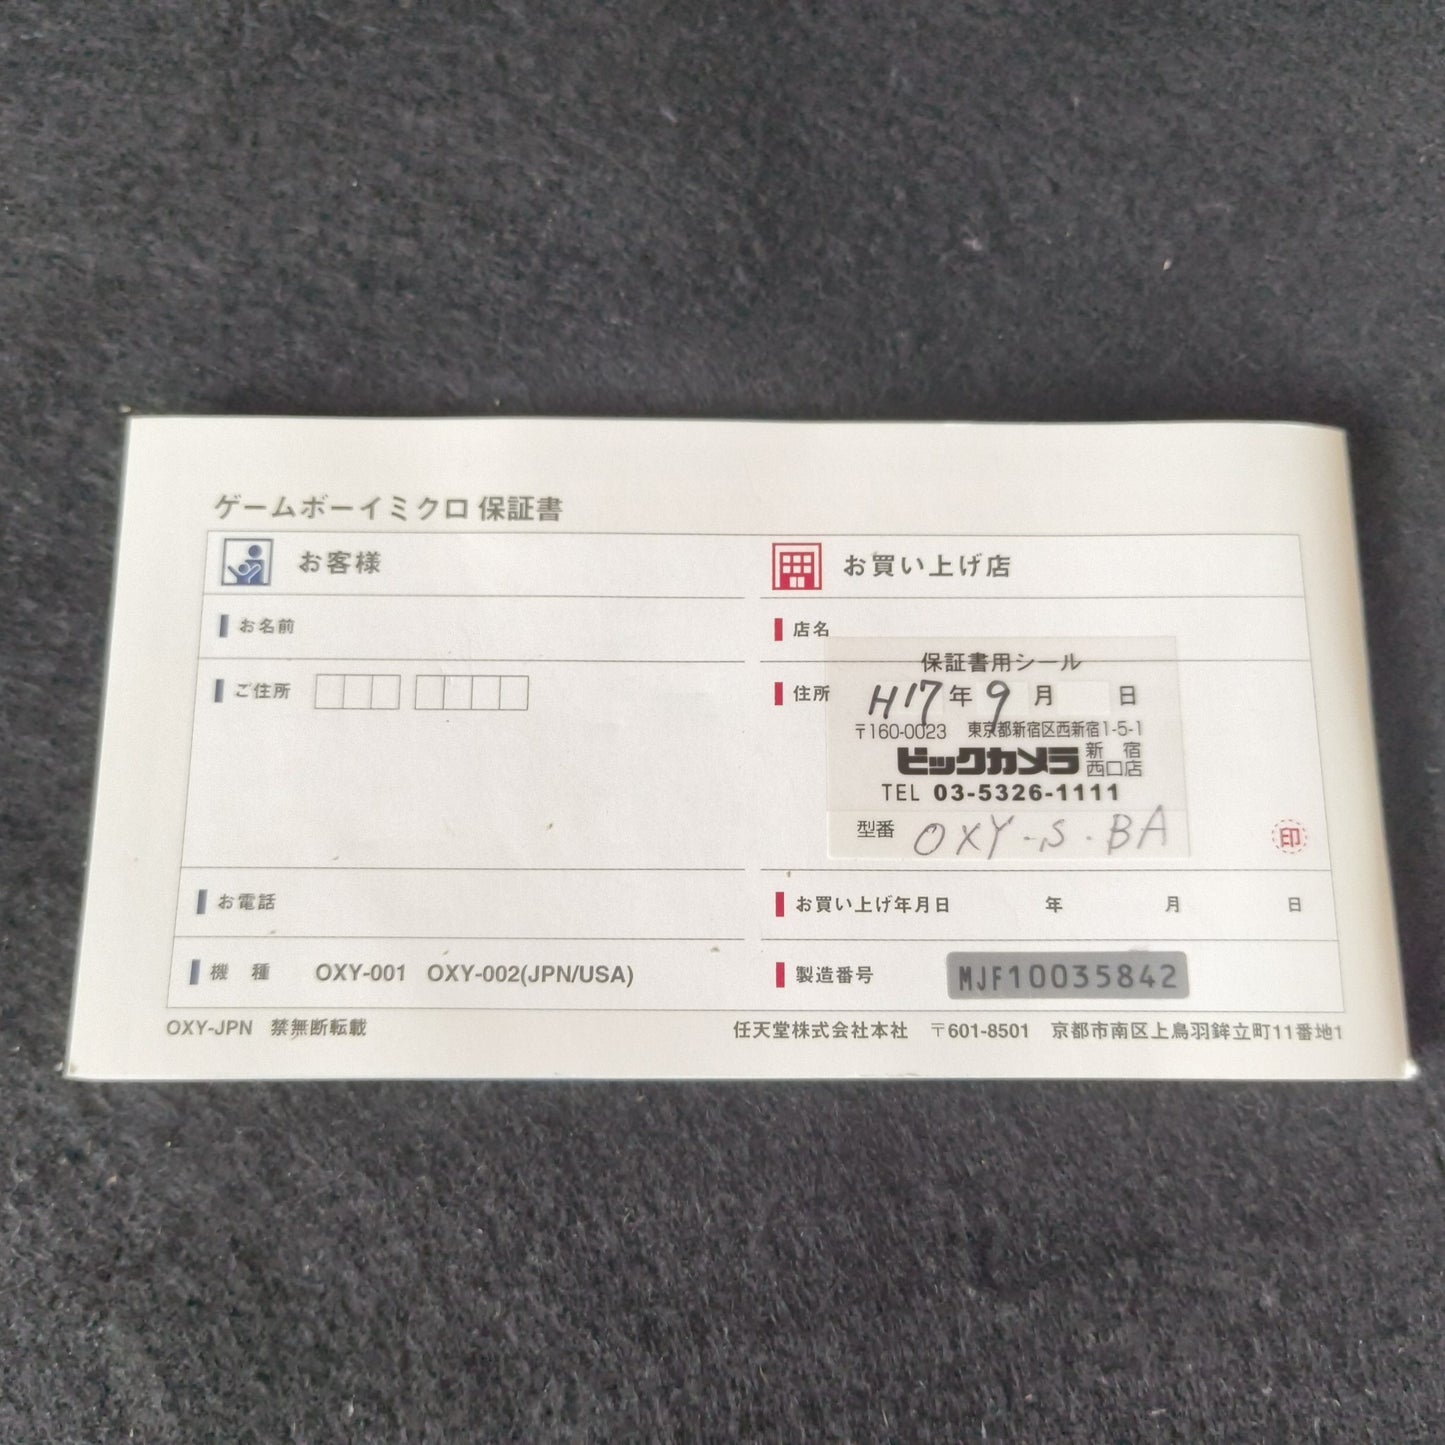 ゲームボーイミクロ 保証書
お客様
お名前
ご住所
お電話
機 種 OXY-001 OXY-002(JPN/USA)
お買い上げ店
店名
住所
保証書用シール
H17年 9月 日
〒160-0023 東京都新宿区西新宿1-5-1
ビックカメラ 新宿西口店
TEL 03-5326-1111
型番 OXY-S-BA
印
お買い上げ年月日 年 月 日
製造番号 MJF10035842
OXY-JPN 禁無断転載
任天堂株式会社本社 〒601-8501 京都市南区上鳥羽鉾立町11番地1